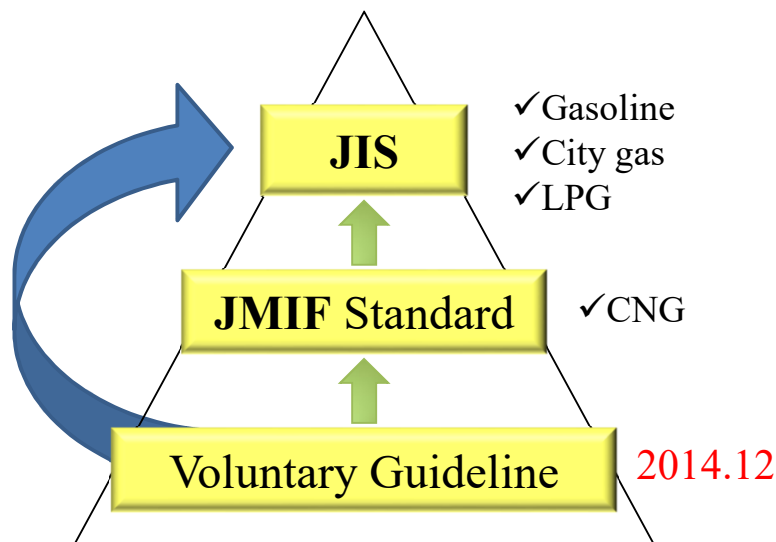 JIS
✓Gasoline
✓City gas
✓LPG
JMIF Standard
✓CNG
Voluntary Guideline
2014.12